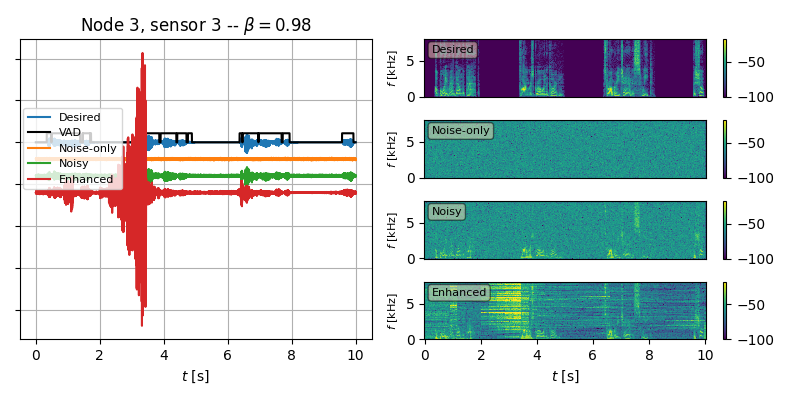 Node 3, sensor 3 -- β = 0.98
Desired
VAD
Noise-only
Noisy
Enhanced
0 2 4 6 8 10
t [s]
Desired
f [kHz]
5
0
−50
−100
Noise-only
f [kHz]
5
0
−50
−100
Noisy
f [kHz]
5
0
−50
−100
Enhanced
f [kHz]
5
0
−50
−100
0 2 4 6 8 10
t [s]